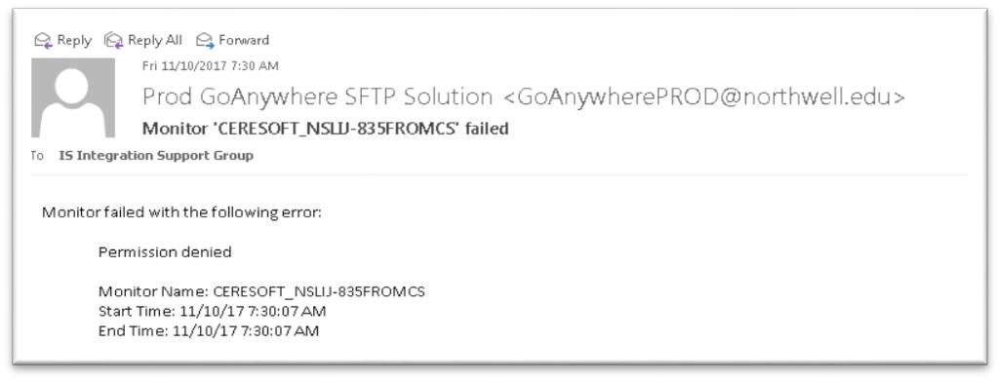 Reply Reply All Forward
Fri 11/10/2017 7:30 AM
Prod GoAnywhere SFTP Solution <GoAnywherePROD@northwell.edu>
Monitor 'CERESOFT_NSLIJ-835FROMCS' failed
To IS Integration Support Group
Monitor failed with the following error:
Permission denied
Monitor Name: CERESOFT_NSLIJ-835FROMCS
Start Time: 11/10/17 7:30:07 AM
End Time: 11/10/17 7:30:07 AM